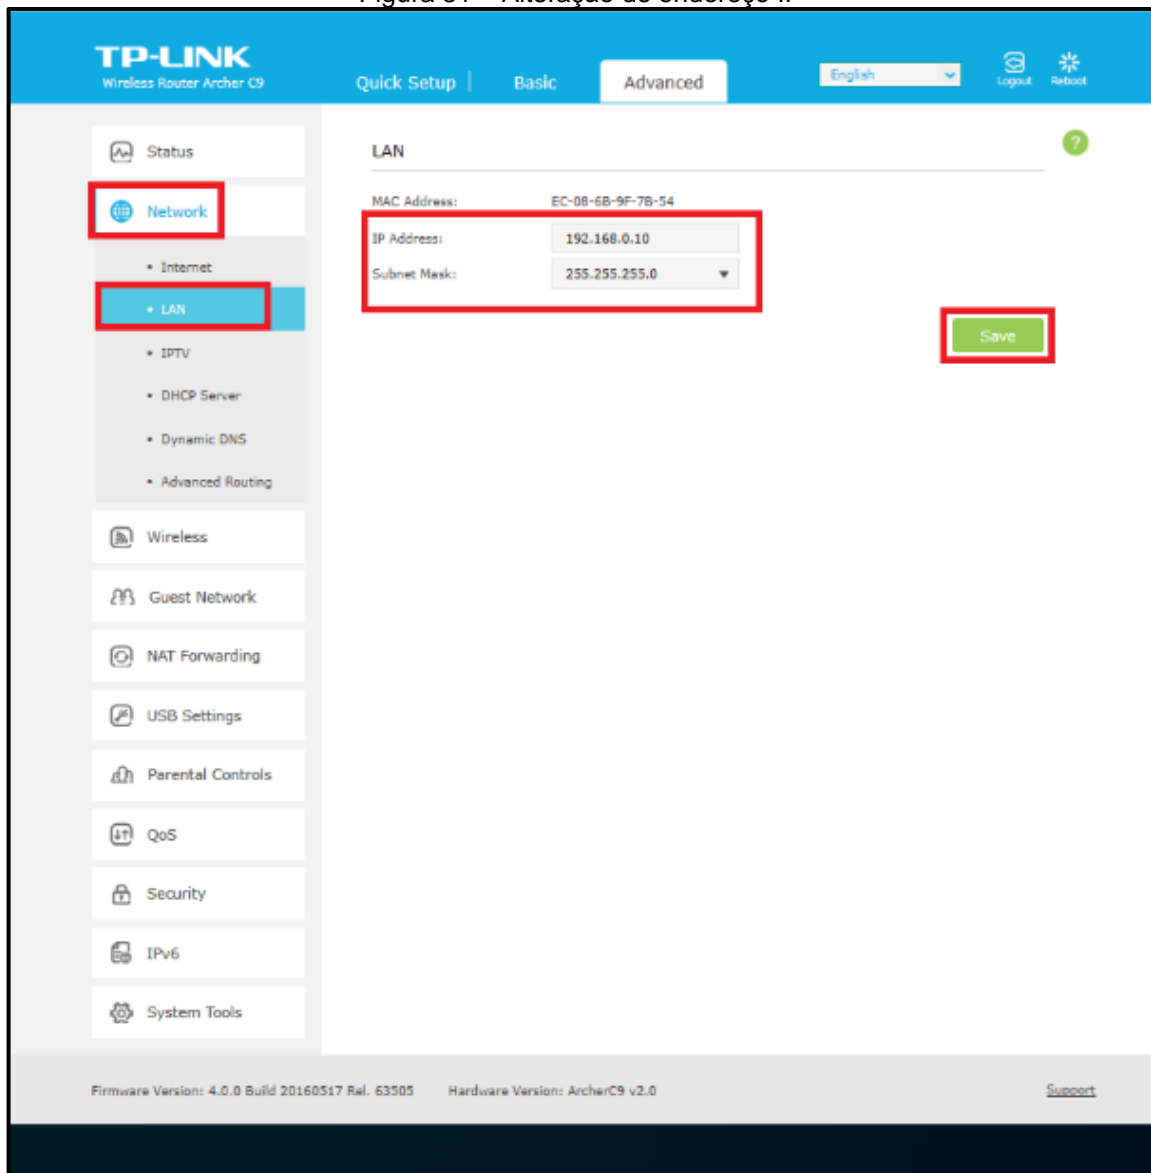 Alteração do endereço
TP-LINK
Wireless Router Archer C9
Quick Setup | Basic Advanced
English
Logout Reboot
Status
Network
• Internet
• LAN
• IPTV
• DHCP Server
• Dynamic DNS
• Advanced Routing
Wireless
Guest Network
NAT Forwarding
USB Settings
Parental Controls
QoS
Security
IPv6
System Tools
LAN
?
MAC Address: EC-08-6B-9F-7B-54
IP Address: 192.168.0.10
Subnet Mask: 255.255.255.0
Save
Firmware Version: 4.0.0 Build 20160517 Rel. 63505 Hardware Version: ArcherC9 v2.0 Support